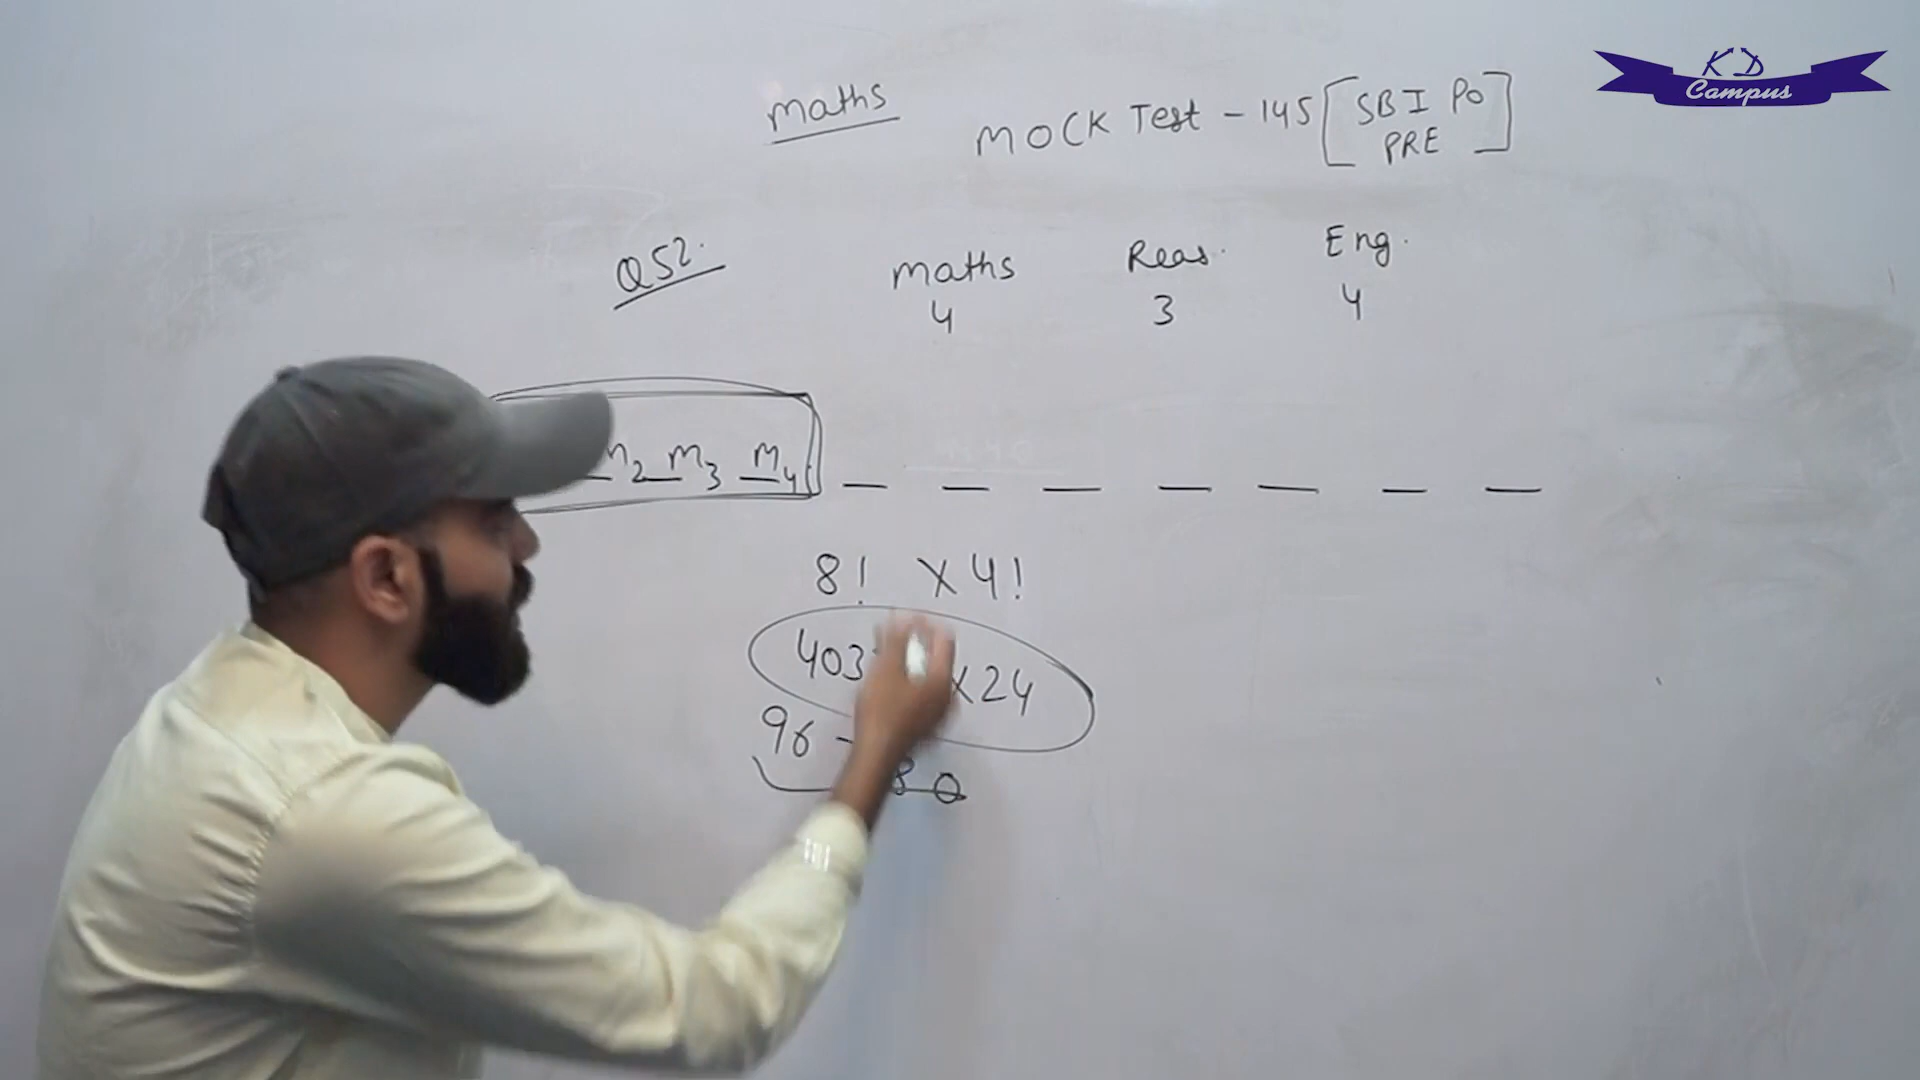 KD
Campus
maths
MOCK Test - 145 [SBI PO
PRE]
Q52.
maths Reas. Eng.
4 3 4
m2 m3 m4
8! X 4!
403 X 24
96 -
80